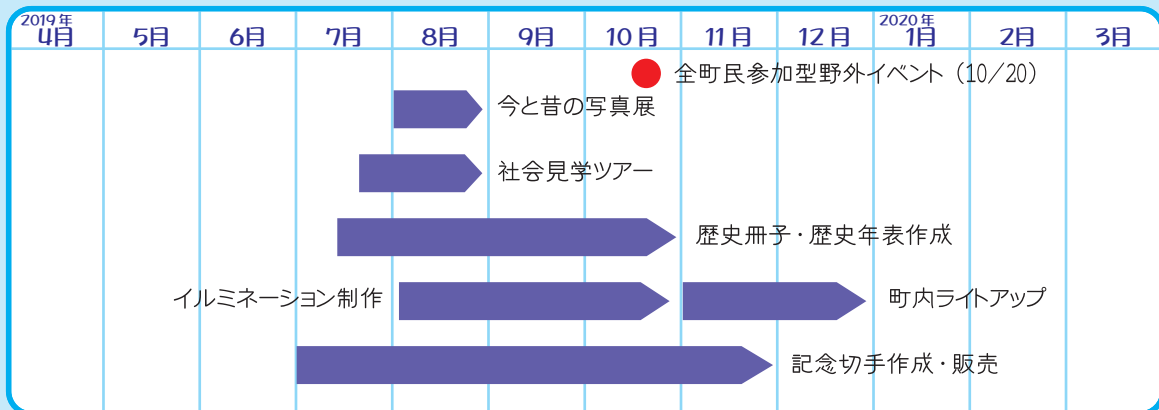 2019年 2020年
4月 5月 6月 7月 8月 9月 10月 11月 12月 1月 2月 3月
全町民参加型野外イベント（10/20）
今と昔の写真展
社会見学ツアー
歴史冊子・歴史年表作成
イルミネーション制作 町内ライトアップ
記念切手作成・販売